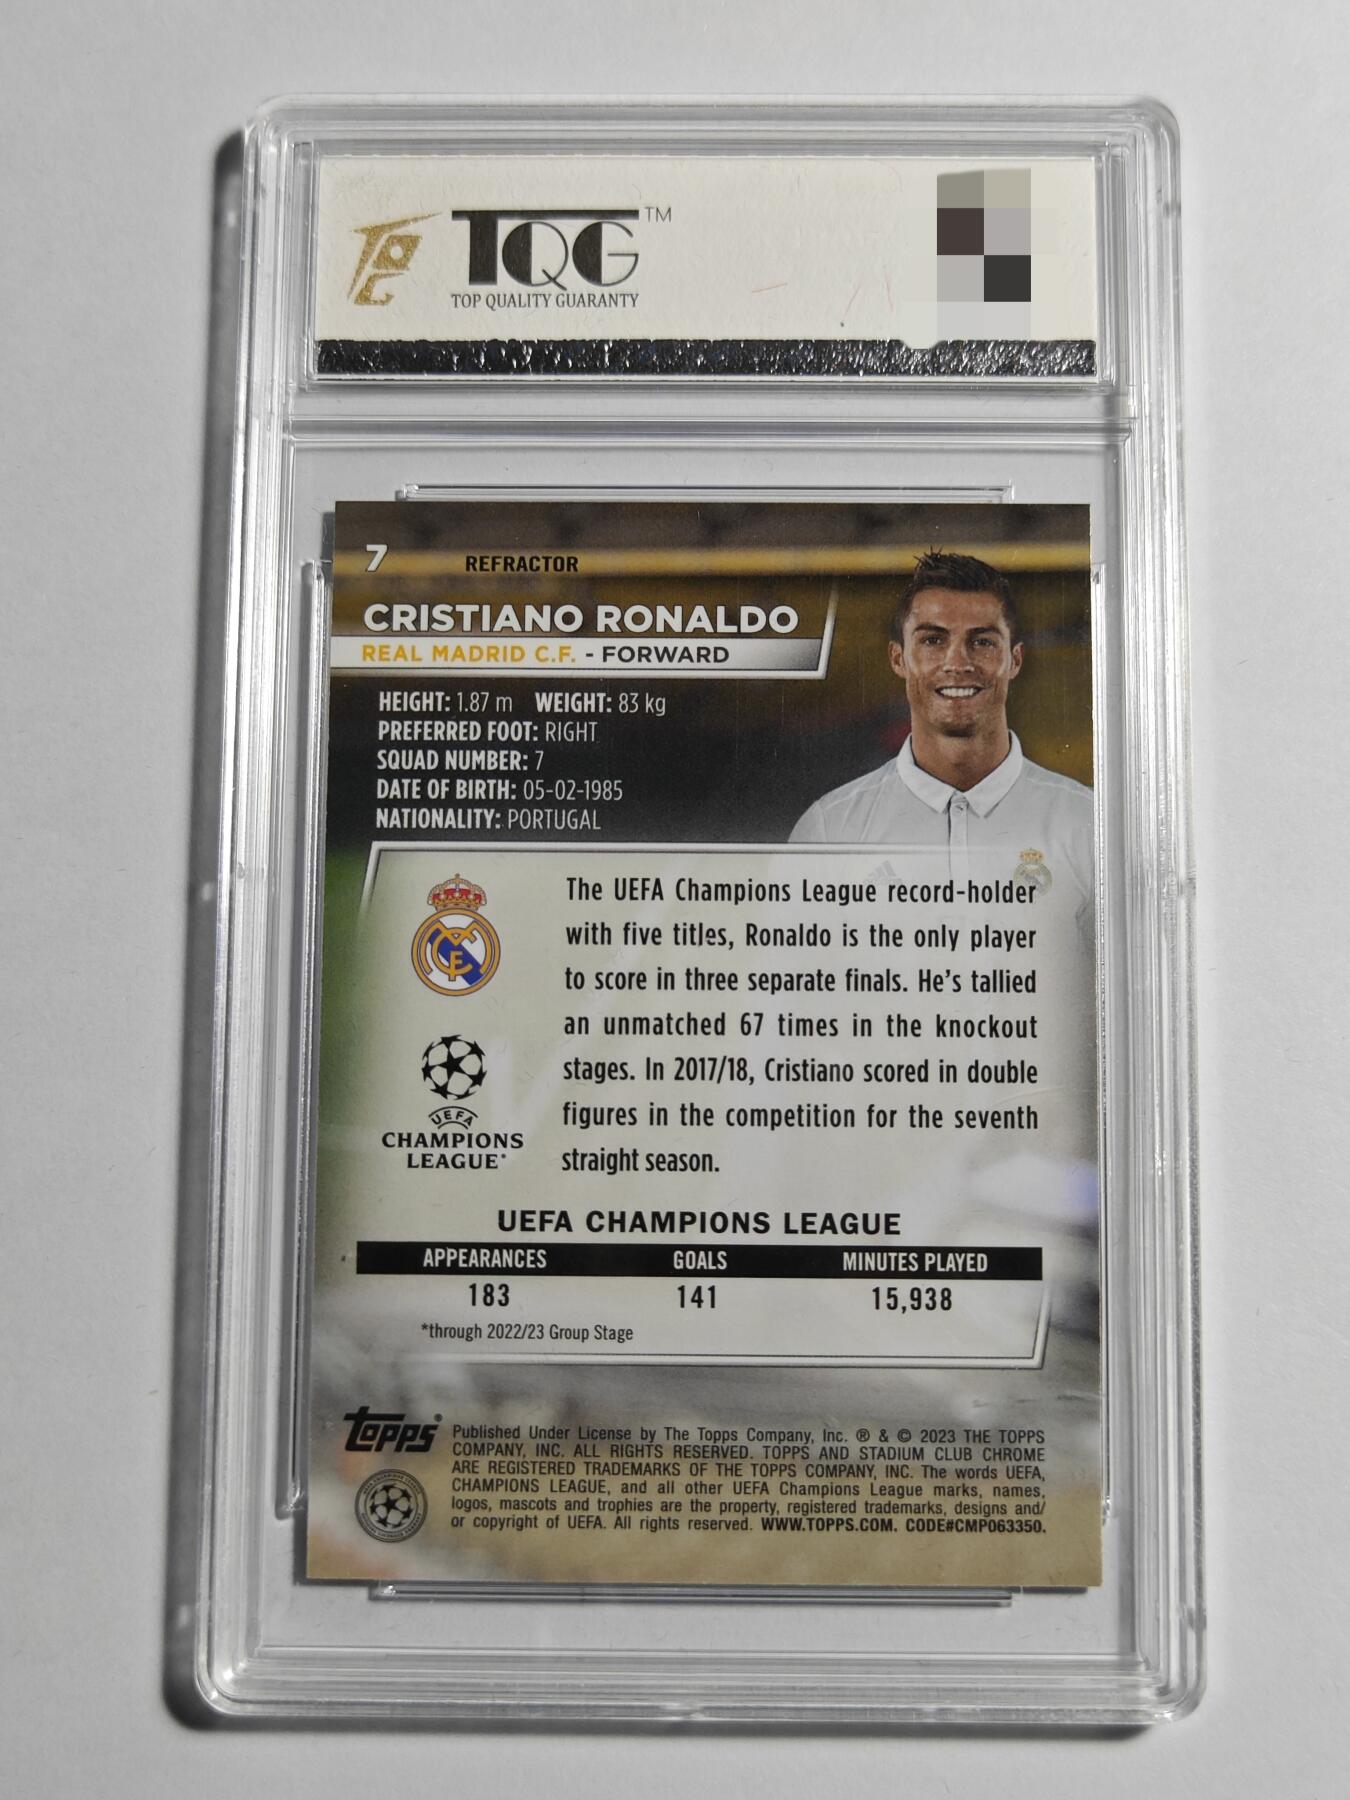 TQG™
TOP QUALITY GUARANTY
7 REFRACTOR
CRISTIANO RONALDO
REAL MADRID C.F. - FORWARD
HEIGHT: 1.87 m WEIGHT: 83 kg
PREFERRED FOOT: RIGHT
SQUAD NUMBER: 7
DATE OF BIRTH: 05-02-1985
NATIONALITY: PORTUGAL
The UEFA Champions League record-holder
with five titles, Ronaldo is the only player
to score in three separate finals. He's tallied
an unmatched 67 times in the knockout
stages. In 2017/18, Cristiano scored in double
figures in the competition for the seventh
straight season.
UEFA
CHAMPIONS
LEAGUE®
UEFA CHAMPIONS LEAGUE
APPEARANCES GOALS MINUTES PLAYED
183 141 15,938
*through 2022/23 Group Stage
topps®
Published Under License by The Topps Company, Inc. ® & © 2023 THE TOPPS
COMPANY, INC. ALL RIGHTS RESERVED. TOPPS AND STADIUM CLUB CHROME
ARE REGISTERED TRADEMARKS OF THE TOPPS COMPANY, INC. The words UEFA,
CHAMPIONS LEAGUE, and all other UEFA Champions League marks, names,
logos, mascots and trophies are the property, registered trademarks, designs and/
or copyright of UEFA. All rights reserved. WWW.TOPPS.COM. CODE#CMP063350.